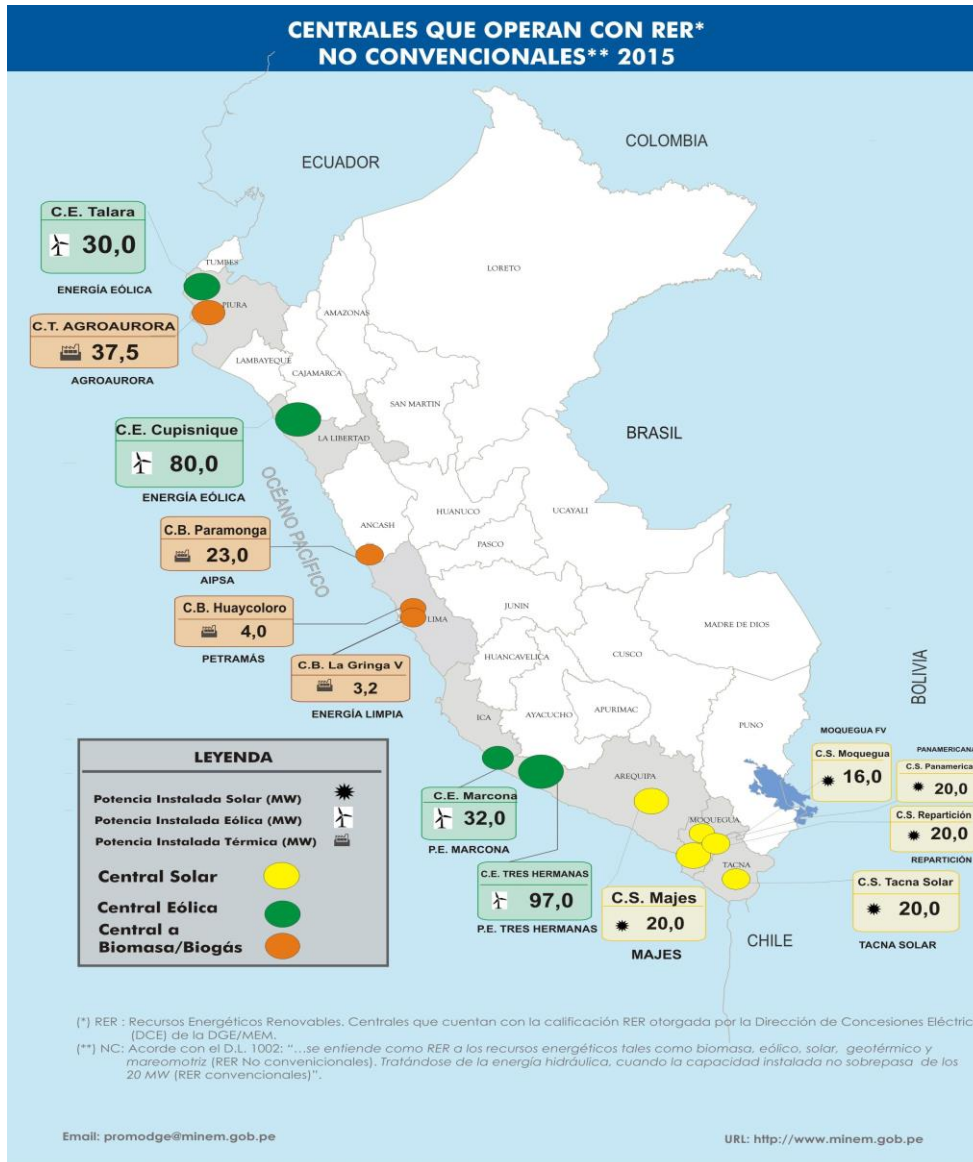 CENTRALES QUE OPERAN CON RER*
NO CONVENCIONALES** 2015
COLOMBIA
ECUADOR
C.E. Talara
30,0
ENERGÍA EÓLICA
TUMBES
LORETO
PIURA
AMAZONAS
C.T. AGROAURORA
37,5
AGROAURORA
LAMBAYEQUE
CAJAMARCA
SAN MARTIN
C.E. Cupisnique
80,0
ENERGÍA EÓLICA
LA LIBERTAD
BRASIL
OCÉANO PACÍFICO
ANCASH
HUANUCO
UCAYALI
PASCO
C.B. Paramonga
23,0
AIPSA
C.B. Huaycoloro
4,0
PETRAMÁS
LIMA
JUNIN
MADRE DE DIOS
C.B. La Gringa V
3,2
ENERGÍA LIMPIA
HUANCAVELICA
CUSCO
BOLIVIA
ICA
AYACUCHO
APURIMAC
PUNO
MOQUEGUA FV
C.S. Moquegua
16,0
PANAMERICANA
C.S. Panamerica
20,0
C.S. Repartición
20,0
REPARTICIÓN
AREQUIPA
MOQUEGUA
TACNA
C.E. Marcona
32,0
P.E. MARCONA
C.E. TRES HERMANAS
97,0
P.E. TRES HERMANAS
C.S. Majes
20,0
MAJES
C.S. Tacna Solar
20,0
TACNA SOLAR
CHILE
LEYENDA
Potencia Instalada Solar (MW)
Potencia Instalada Eólica (MW)
Potencia Instalada Térmica (MW)
Central Solar
Central Eólica
Central a
Biomasa/Biogás
(*) RER : Recursos Energéticos Renovables. Centrales que cuentan con la calificación RER otorgada por la Dirección de Concesiones Eléctric
(DCE) de la DGE/MEM.
(**) NC: Acorde con el D.L. 1002: “...se entiende como RER a los recursos energéticos tales como biomasa, eólico, solar, geotérmico y
mareomotriz (RER No convenicionales). Tratándose de la energía hidráulica, cuando la capacidad instalada no sobrepasa de los
20 MW (RER convencionales)”.
Email: promodge@minem.gob.pe
URL: http://www.minem.gob.pe